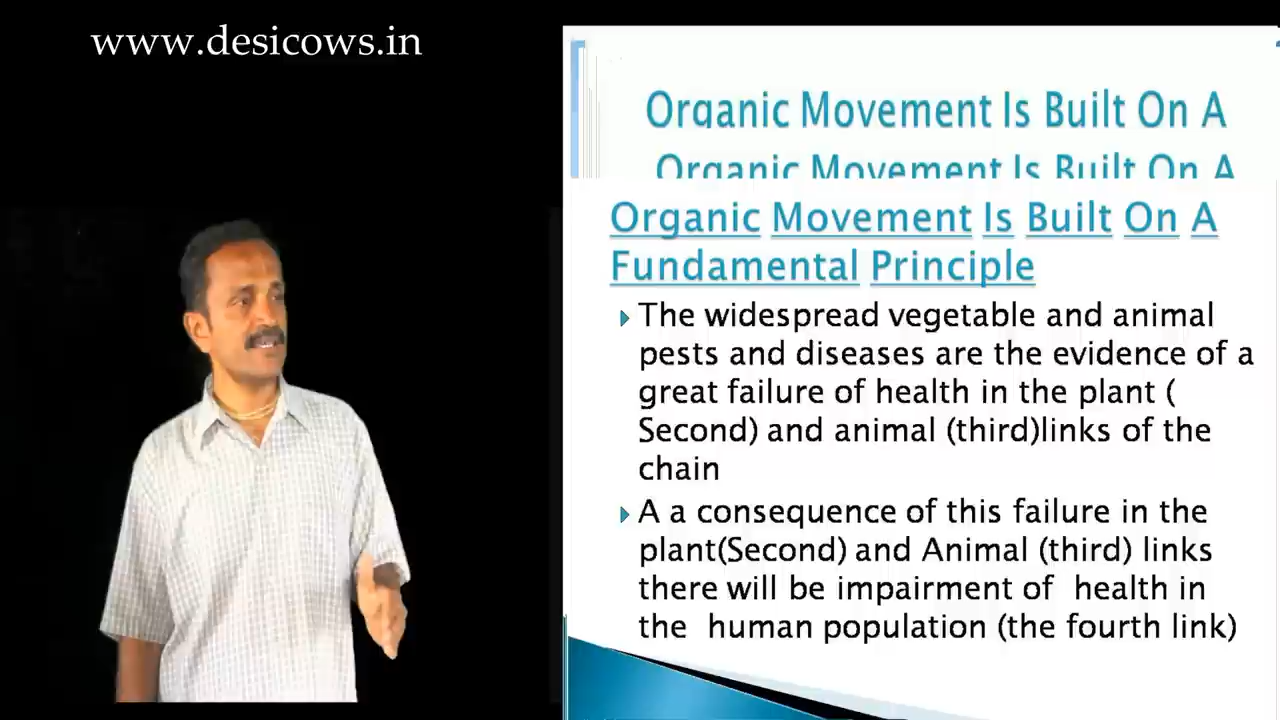 www.desicows.in
Organic Movement Is Built On A
Organic Movement Is Built On A
Organic Movement Is Built On A
Fundamental Principle
The widespread vegetable and animal
pests and diseases are the evidence of a
great failure of health in the plant (
Second) and animal (third)links of the
chain
A a consequence of this failure in the
plant(Second) and Animal (third) links
there will be impairment of health in
the human population (the fourth link)